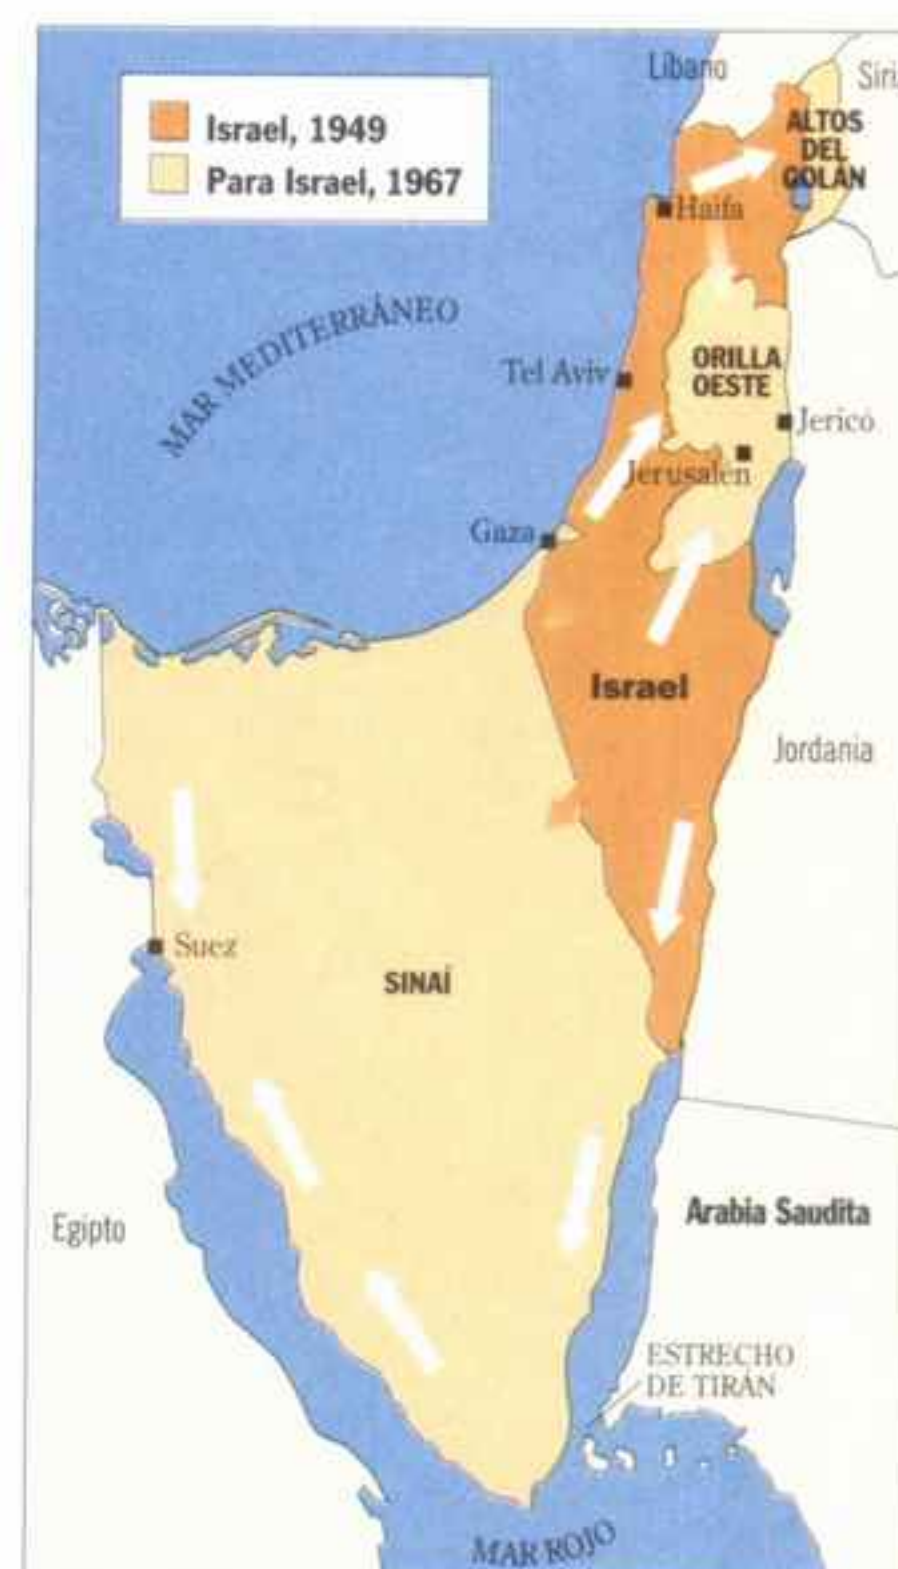 Israel, 1949
Para Israel, 1967
Líbano
Siri
ALTOS
DEL
GOLÁN
Haifa
MAR MEDITERRÁNEO
Tel Aviv
ORILLA
OESTE
Jericó
Jerusalén
Gaza
Israel
Jordania
Suez
SINAÍ
Egipto
Arabia Saudita
ESTRECHO
DE TIRÁN
MAR ROJO